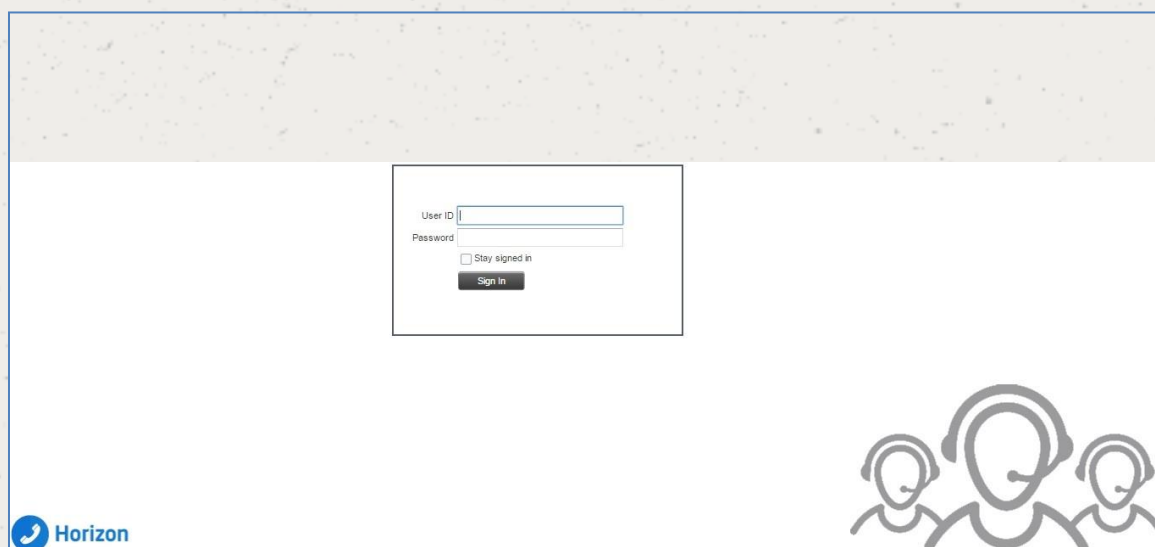 User ID
Password
Stay signed in
Sign In
Horizon